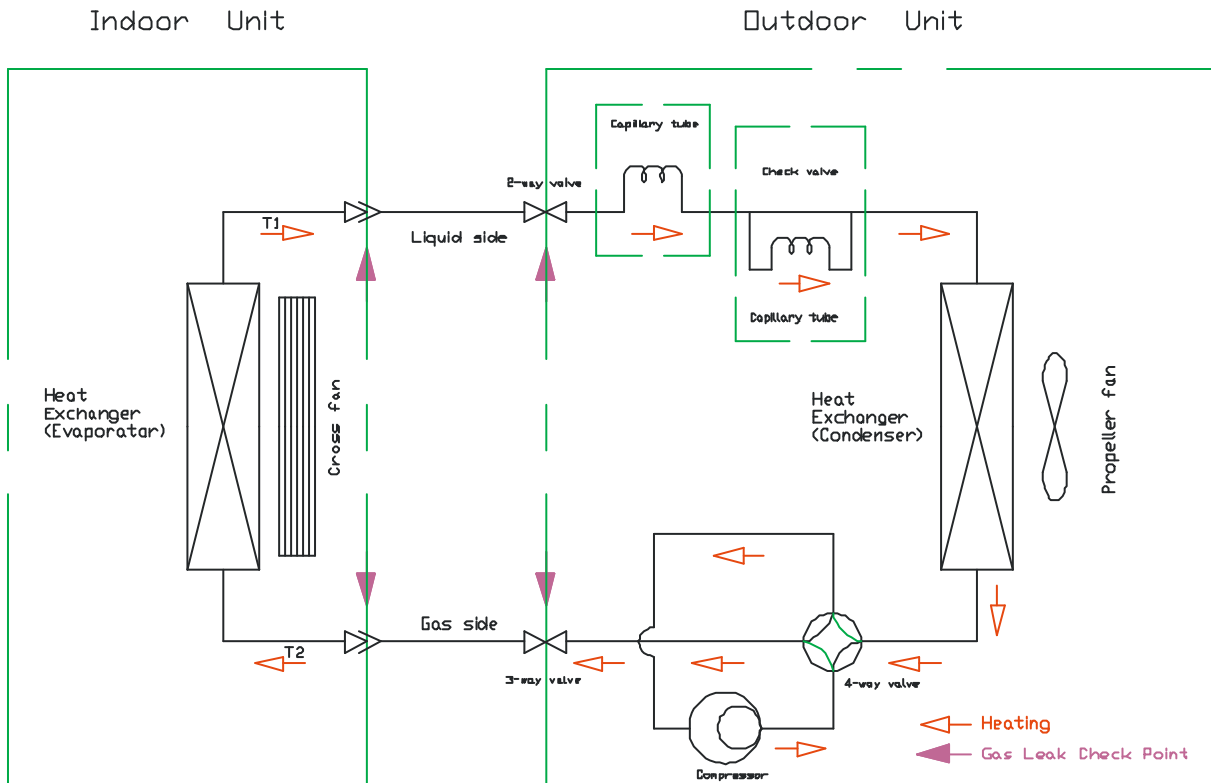 Indoor Unit
Outdoor Unit
Capillary tube
Check valve
2-way valve
T1
Liquid side
Capillary tube
Heat
Exchanger
(Evaporator)
Cross fan
Heat
Exchanger
(Condenser)
Propeller fan
Gas side
T2
3-way valve
4-way valve
Heating
Gas Leak Check Point
Compressor